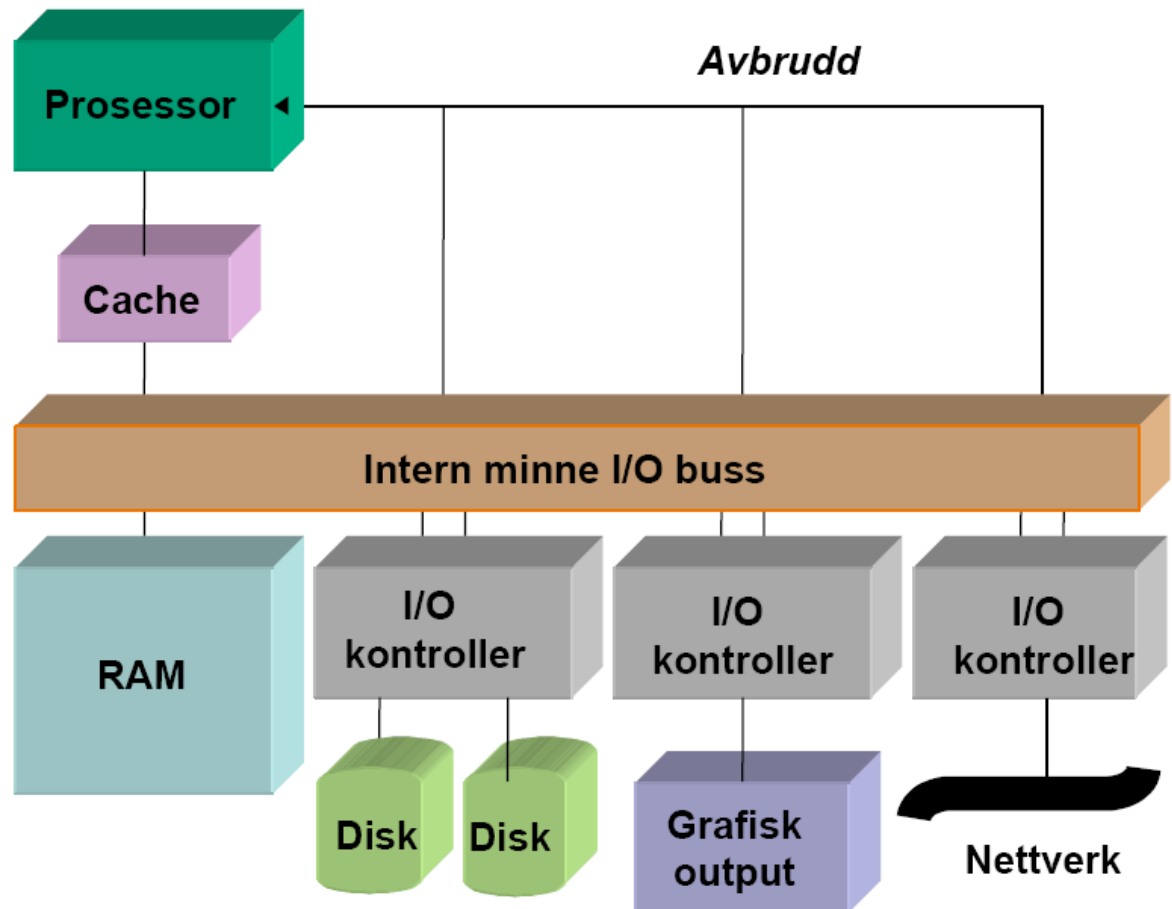 Avbrudd
Prosessor
Cache
Intern minne I/O buss
RAM
I/O
kontroller
I/O
kontroller
I/O
kontroller
Disk
Disk
Grafisk
output
Nettverk